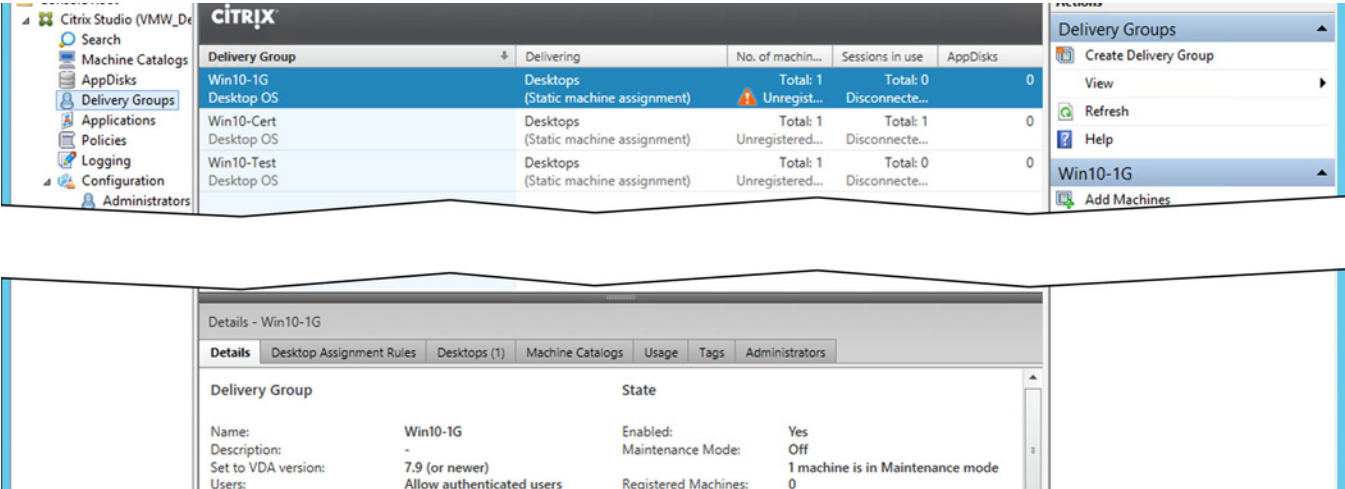 Citrix Studio (VMW_De
Search
Machine Catalogs
AppDisks
Delivery Groups
Applications
Policies
Logging
Configuration
Administrators
CİTRIX
Delivery Group Delivering No. of machin... Sessions in use AppDisks
Win10-1G Desktops Total: 1 Total: 0 0
Desktop OS (Static machine assignment) Unregist... Disconnecte...
Win10-Cert Desktops Total: 1 Total: 1 0
Desktop OS (Static machine assignment) Unregistered... Disconnecte...
Win10-Test Desktops Total: 1 Total: 0 0
Desktop OS (Static machine assignment) Unregistered... Disconnecte...
Actions
Delivery Groups
Create Delivery Group
View
Refresh
Help
Win10-1G
Add Machines
Details - Win10-1G
Details Desktop Assignment Rules Desktops (1) Machine Catalogs Usage Tags Administrators
Delivery Group State
Name: Win10-1G Enabled: Yes
Description: - Maintenance Mode: Off
Set to VDA version: 7.9 (or newer) 1 machine is in Maintenance mode
Users: Allow authenticated users Registered Machines: 0